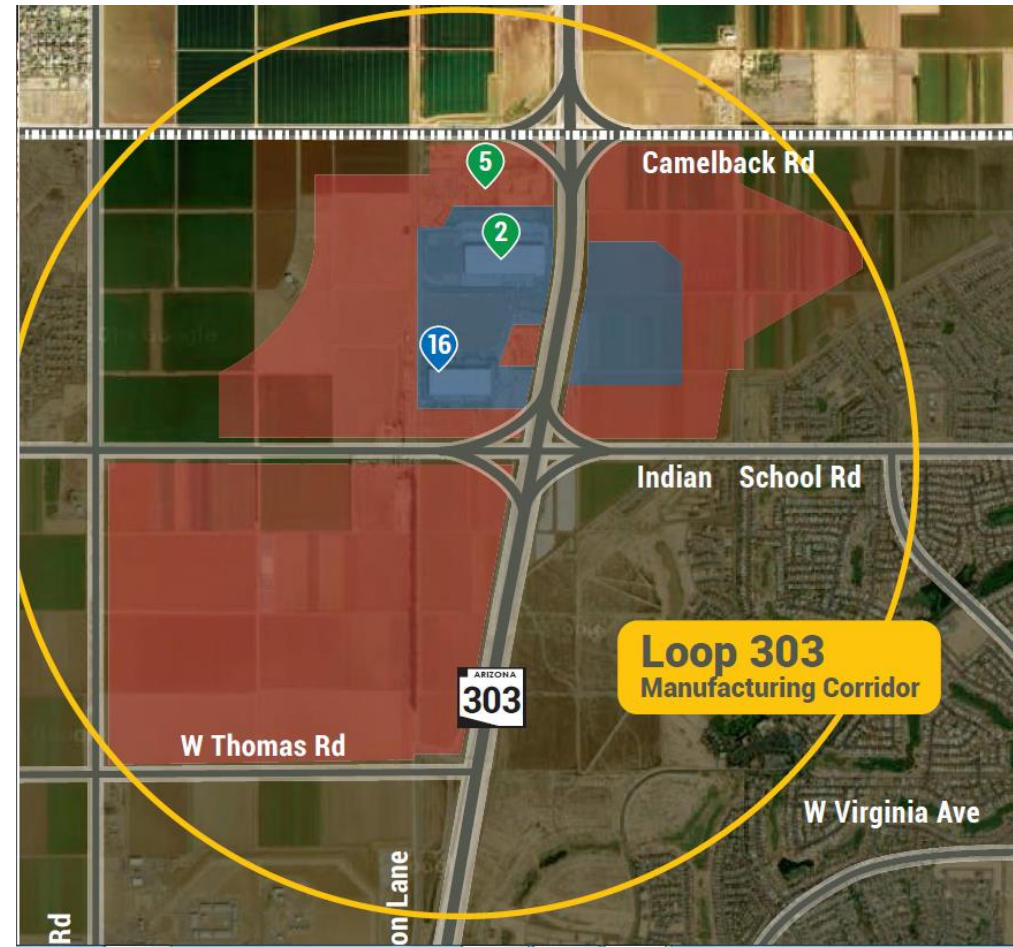 5
Camelback Rd
2
16
Indian School Rd
Loop 303
Manufacturing Corridor
ARIZONA
303
W Thomas Rd
W Virginia Ave
on Lane
Rd